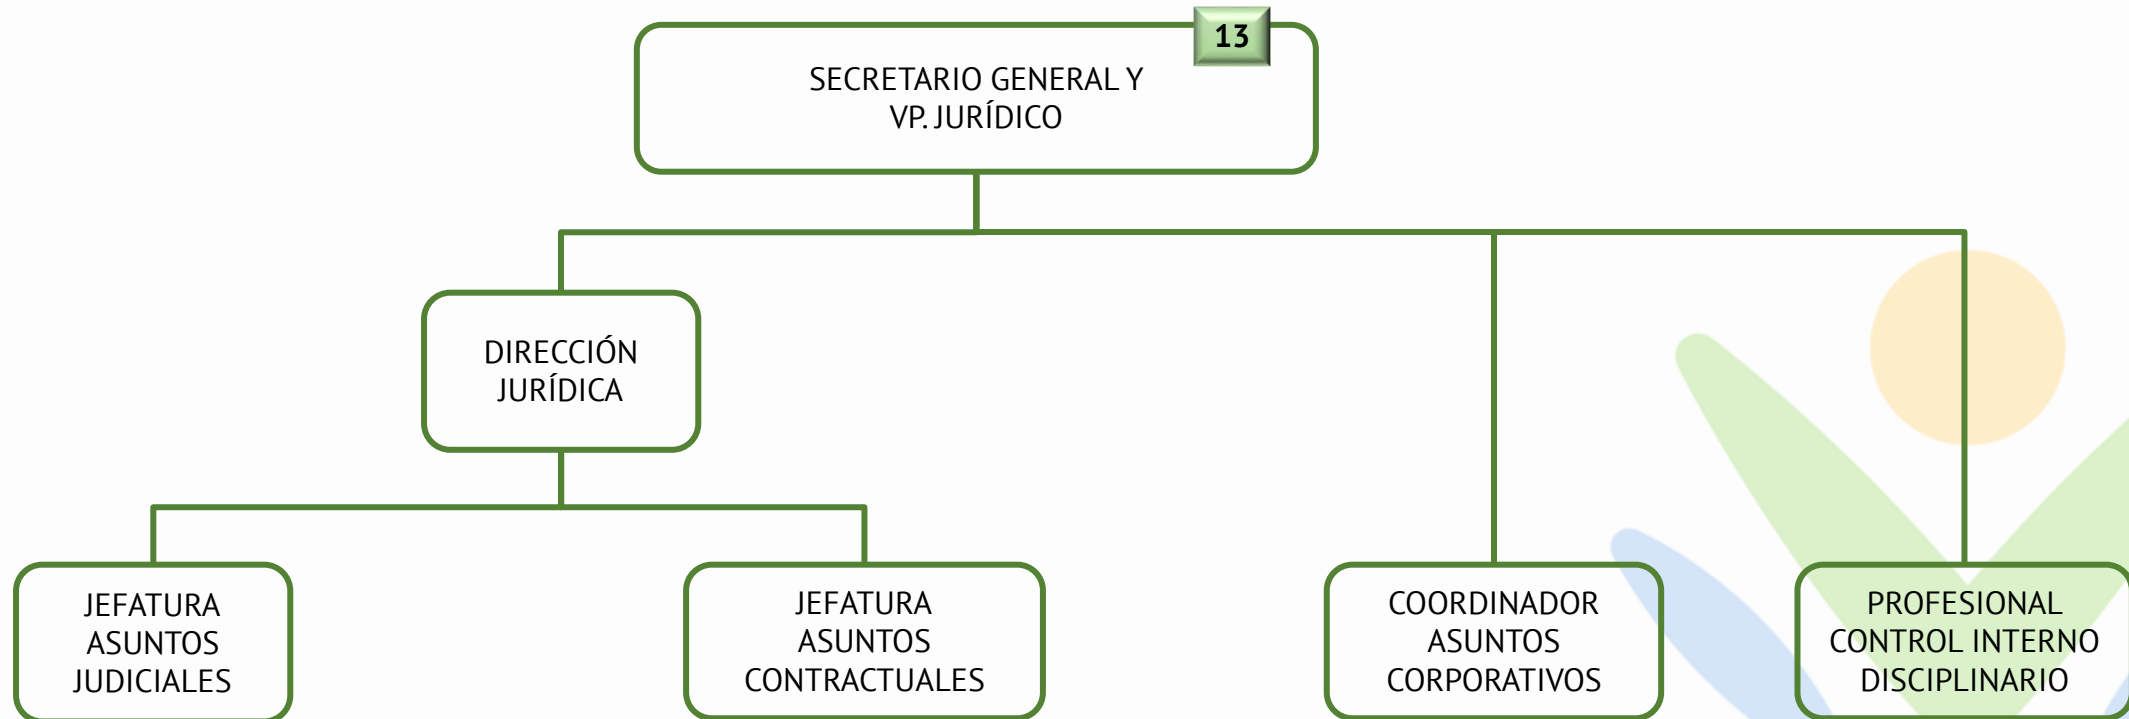 13
SECRETARIO GENERAL Y
VP. JURÍDICO
DIRECCIÓN
JURÍDICA
JEFATURA
ASUNTOS
JUDICIALES
JEFATURA
ASUNTOS
CONTRACTUALES
COORDINADOR
ASUNTOS
CORPORATIVOS
PROFESIONAL
CONTROL INTERNO
DISCIPLINARIO